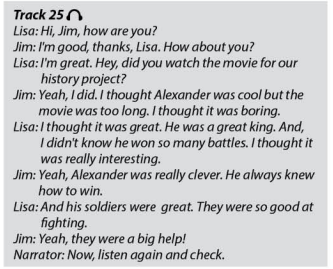 Track 25
Lisa: Hi, Jim, how are you?
Jim: I'm good, thanks, Lisa. How about you?
Lisa: I'm great. Hey, did you watch the movie for our
history project?
Jim: Yeah, I did. I thought Alexander was cool but the
movie was too long. I thought it was boring.
Lisa: I thought it was great. He was a great king. And,
I didn't know he won so many battles. I thought it
was really interesting.
Jim: Yeah, Alexander was really clever. He always knew
how to win.
Lisa: And his soldiers were great. They were so good at
fighting.
Jim: Yeah, they were a big help!
Narrator: Now, listen again and check.